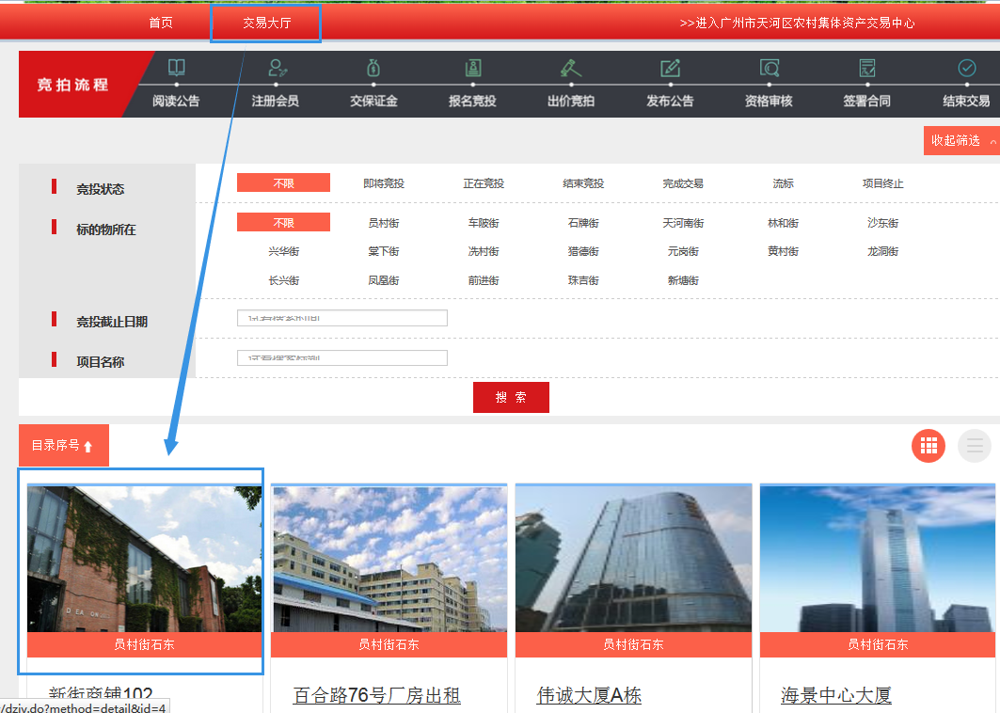 首页 交易大厅 >>进入广州市天河区农村集体资产交易中心
竞拍流程 阅读公告 注册会员 交保证金 报名竞投 出价竞拍 发布公告 资格审核 签署合同 结束交易
收起筛选
竞投状态 不限 即将竞投 正在竞投 结束竞投 完成交易 流标 项目终止
标的物所在 不限 员村街 车陂街 石牌街 天河南街 林和街 沙东街
兴华街 棠下街 冼村街 猎德街 元岗街 黄村街 龙洞街
长兴街 凤凰街 前进街 珠吉街 新塘街
竞投截止日期
项目名称
搜 索
目录序号
员村街石东 员村街石东 员村街石东 员村街石东
新街商铺102 百合路76号厂房出租 伟诚大厦A栋 海景中心大厦
/dzjy.do?method=detail&id=4